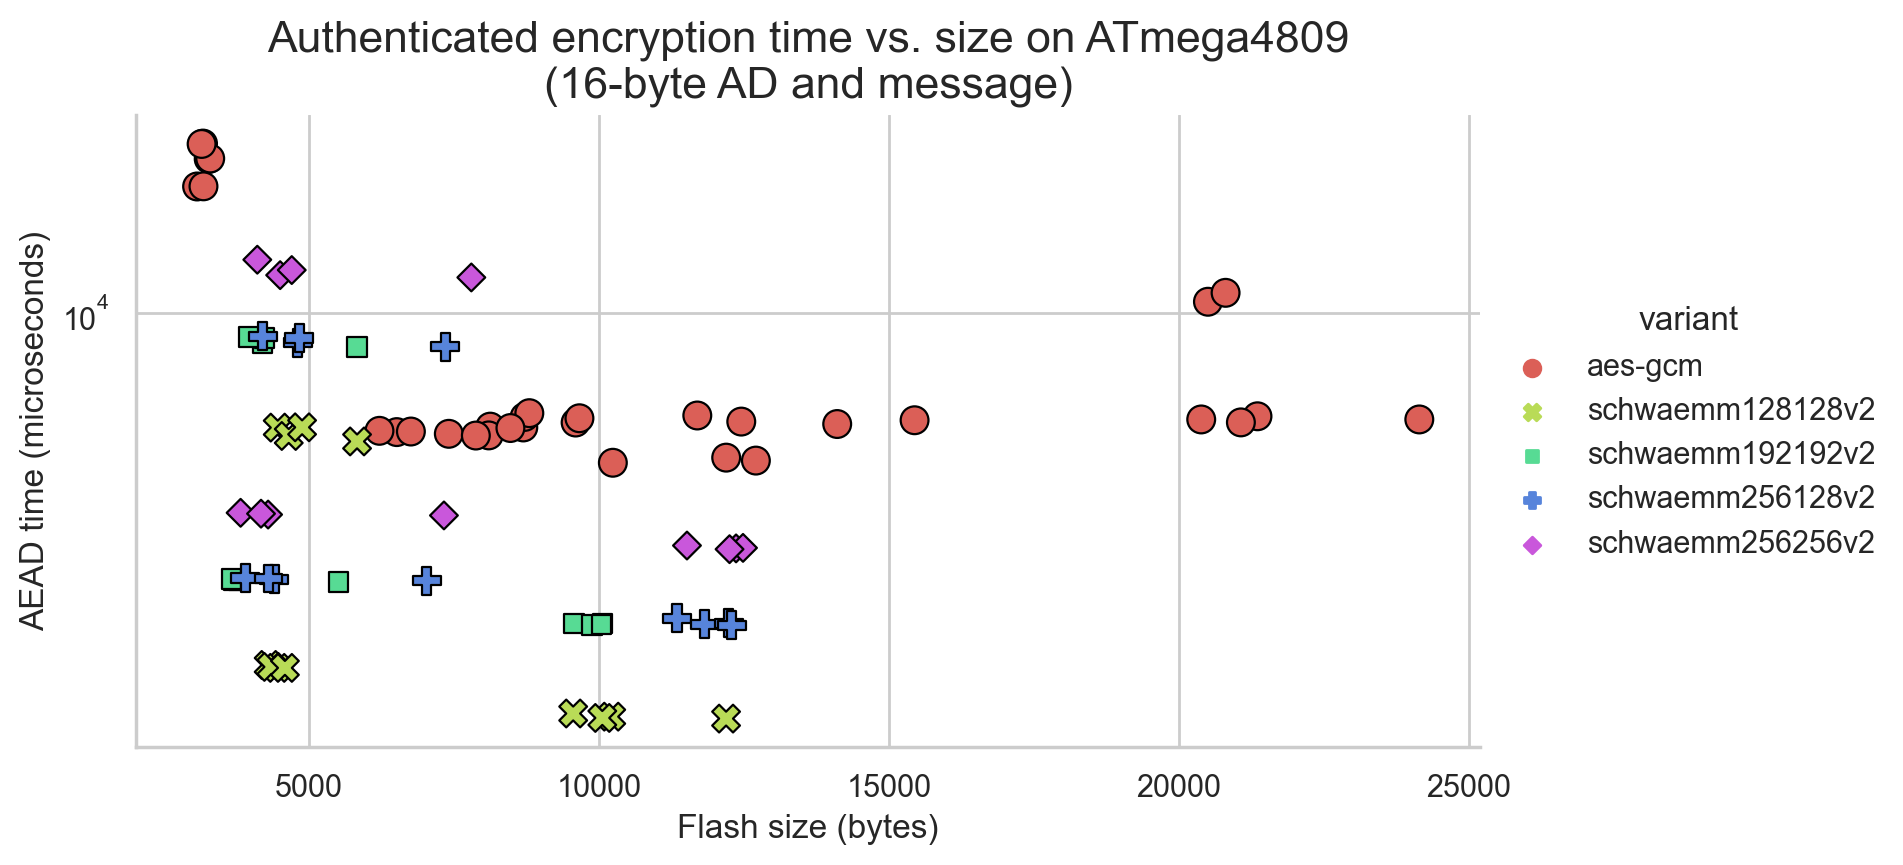 Authenticated encryption time vs. size on ATmega4809
(16-byte AD and message)
AEAD time (microseconds)
10^4
5000 10000 15000 20000 25000
Flash size (bytes)
variant
aes-gcm
schwaemm128128v2
schwaemm192192v2
schwaemm256128v2
schwaemm256256v2